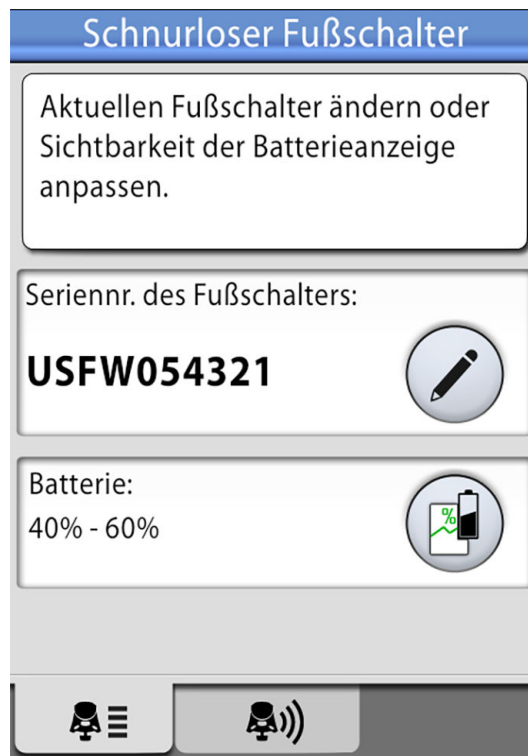 Schnurloser Fußschalter
Aktuellen Fußschalter ändern oder
Sichtbarkeit der Batterieanzeige
anpassen.
Seriennr. des Fußschalters:
USFW054321
Batterie:
40% - 60%
%